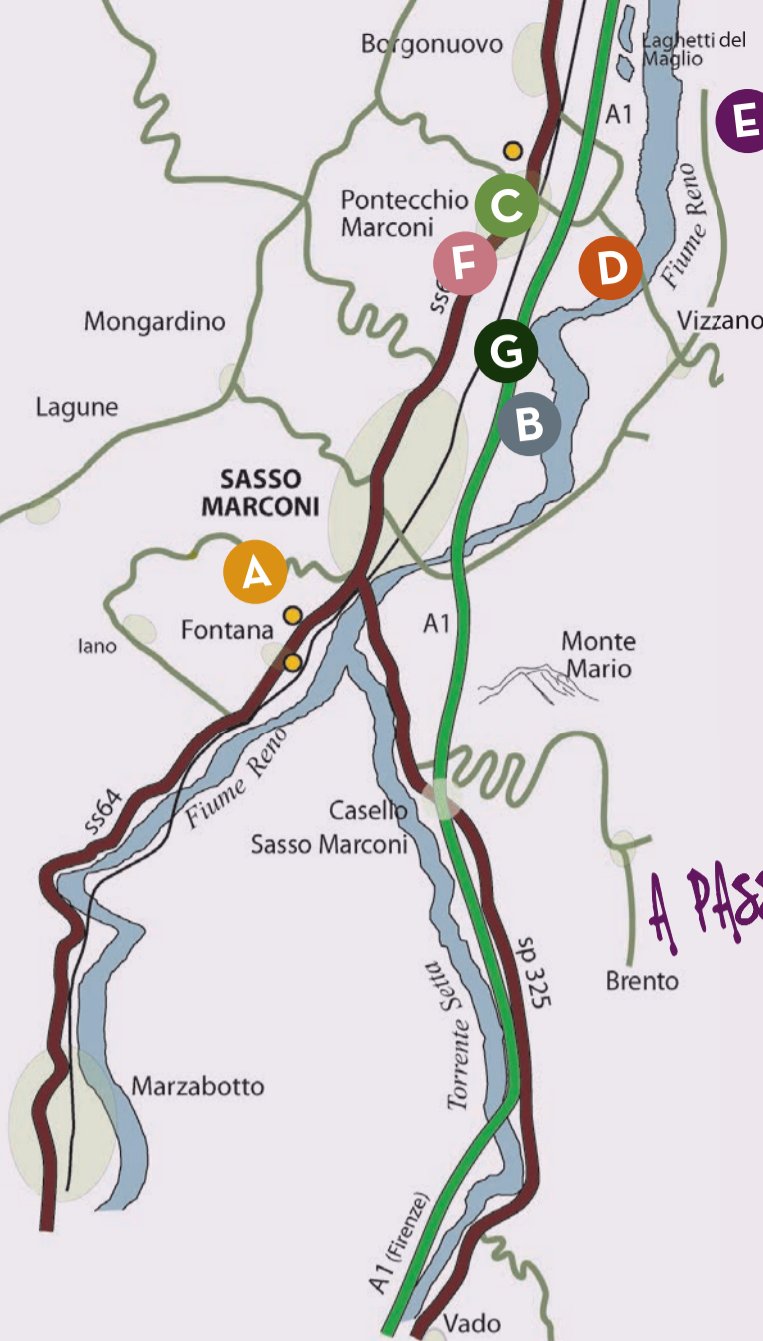 Borgonuovo
Laghetti del
Maglio
A1
E
Pontecchio
Marconi
C
Fiume Reno
F
D
Mongardino
Vizzano
G
Lagune
B
SASSO
MARCONI
A
Fontana
Iano
A1
Monte
Mario
Fiume Reno
ss64
Casello
Sasso Marconi
A PASS
sp 325
Torrente Setta
Brento
Marzabotto
A1 (Firenze)
Vado